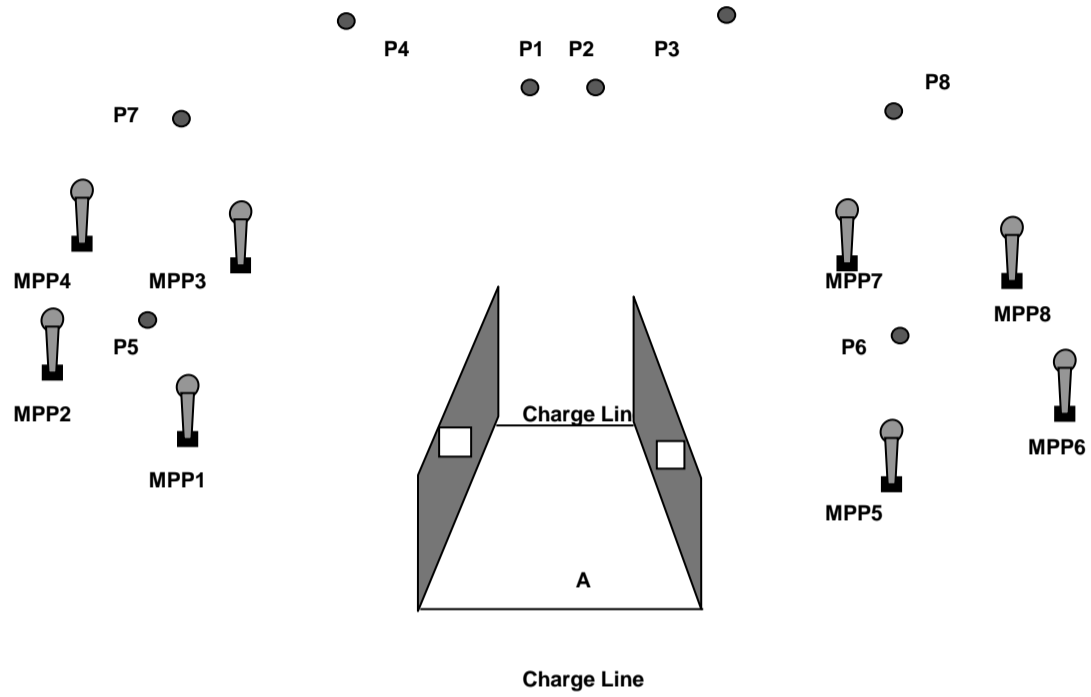 P4 P1 P2 P3
P8
P7
MPP4 MPP3 MPP7
MPP8
P5 P6
MPP2 Charge Lin
MPP6
MPP1
MPP5
A
Charge Line